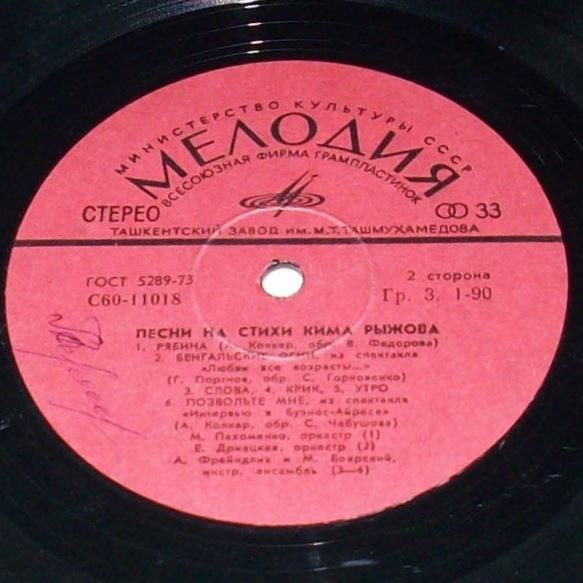 МИНИСТЕРСТВО КУЛЬТУРЫ СССР
МЕЛОДИЯ
ВСЕСОЮЗНАЯ ФИРМА ГРАМПЛАСТИНОК
СТЕРЕО
33
ТАШКЕНТСКИЙ ЗАВОД ИМ. М.Т.ТАШМУХАМЕДОВА
ГОСТ 5289-73
2 сторона
С60-11018
Гр. 3. 1-90
ПЕСНИ НА СТИХИ КИМА РЫЖОВА
1. РЯБИНА (А. Колкер, обр. В. Федорова)
2. БЕНГАЛЬСКИЕ ОГНИ, из спектакля
«Любви все возрасты...»
(Г. Портнов, обр. С. Горковенко)
3. СЛОВА, 4. КРИК, 5. УТРО
6. ПОЗВОЛЬТЕ МНЕ, из спектакля
«Интервью в Буэнос-Айресе»
(А. Колкер, обр. С. Чебушова)
М. Пахоменко, оркестр (1)
Е. Дриацкая, оркестр (2)
А. Фрейндлих и М. Боярский,
инстр. ансамбль (3—6)